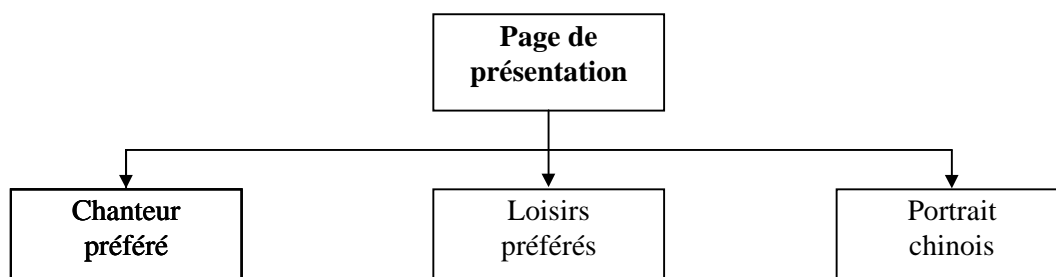 Page de
présentation
Chanteur
préféré
Loisirs
préférés
Portrait
chinois